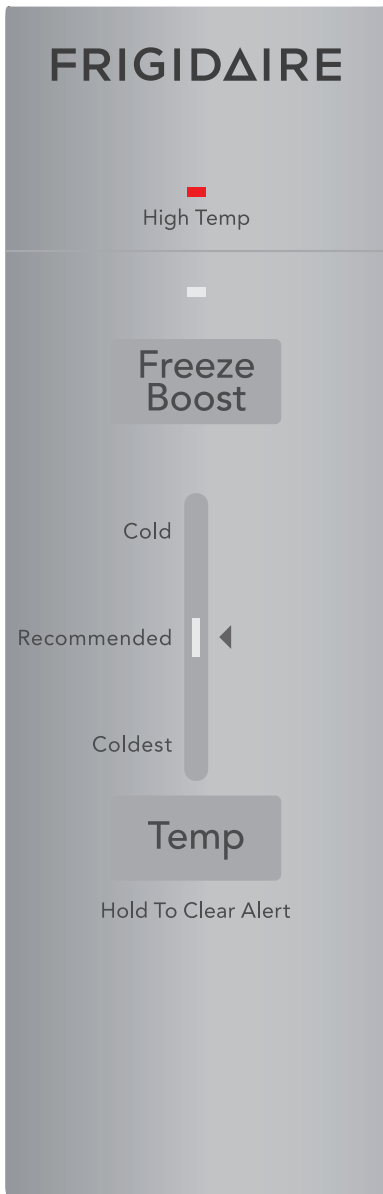 FRIGIDAIRE
High Temp
Freeze
Boost
Cold
Recommended
Coldest
Temp
Hold To Clear Alert